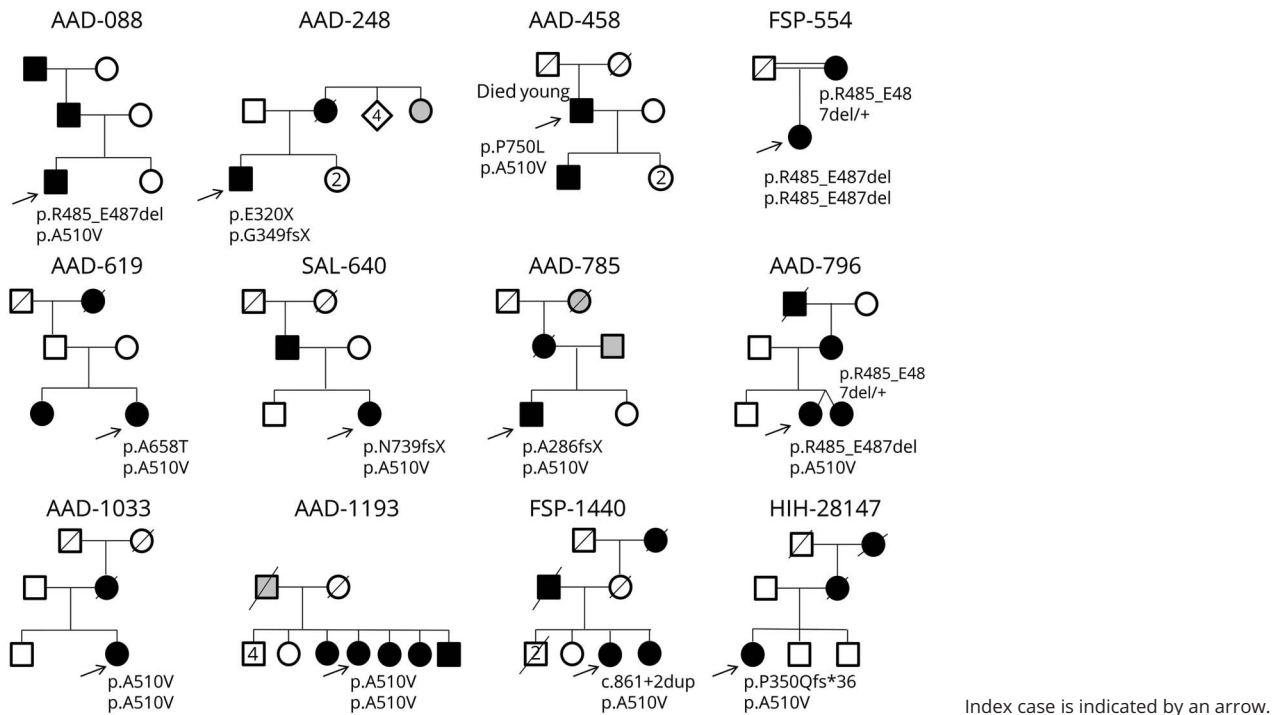 AAD-088
AAD-248
AAD-458
FSP-554
Died young
4
p.R485_E48
7del/+
p.P750L
p.A510V
2
2
p.R485_E487del
p.R485_E487del
p.R485_E487del
p.A510V
p.E320X
p.G349fsX
AAD-619
SAL-640
AAD-785
AAD-796
p.R485_E48
7del/+
p.A658T
p.A510V
p.N739fsX
p.A510V
p.A286fsX
p.A510V
p.R485_E487del
p.A510V
AAD-1033
AAD-1193
FSP-1440
HIH-28147
4
2
p.A510V
p.A510V
p.A510V
p.A510V
c.861+2dup
p.A510V
p.P350Qfs*36
p.A510V
Index case is indicated by an arrow.